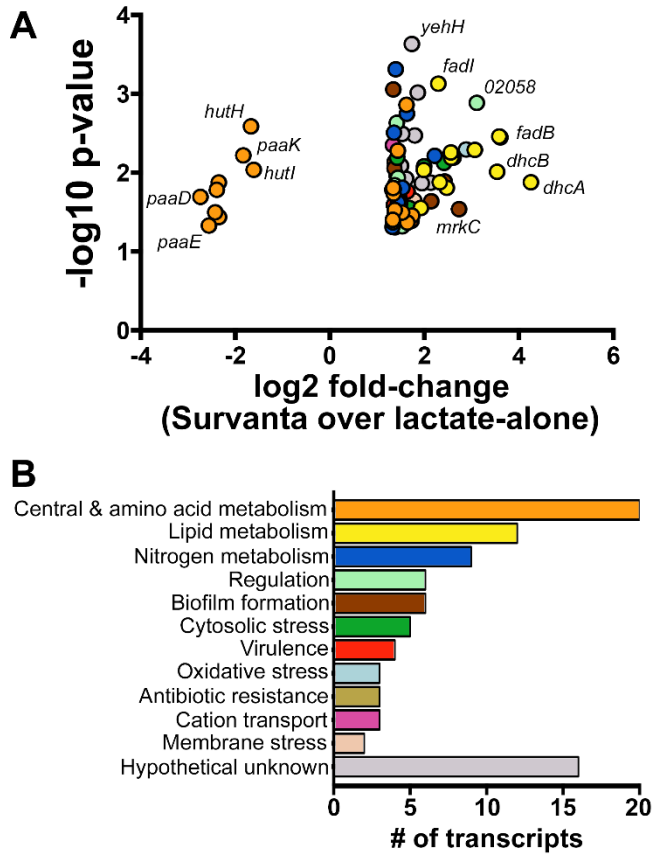 A
-log10 p-value
4
3
2
1
0
yehH
fadI
02058
fadB
dhcB
dhcA
mrkC
hutH
paaK
hutI
paaD
paaE
-4
-2
0
2
4
6
log2 fold-change
(Survanta over lactate-alone)
B
Central & amino acid metabolism
Lipid metabolism
Nitrogen metabolism
Regulation
Biofilm formation
Cytosolic stress
Virulence
Oxidative stress
Antibiotic resistance
Cation transport
Membrane stress
Hypothetical unknown
0
5
10
15
20
# of transcripts